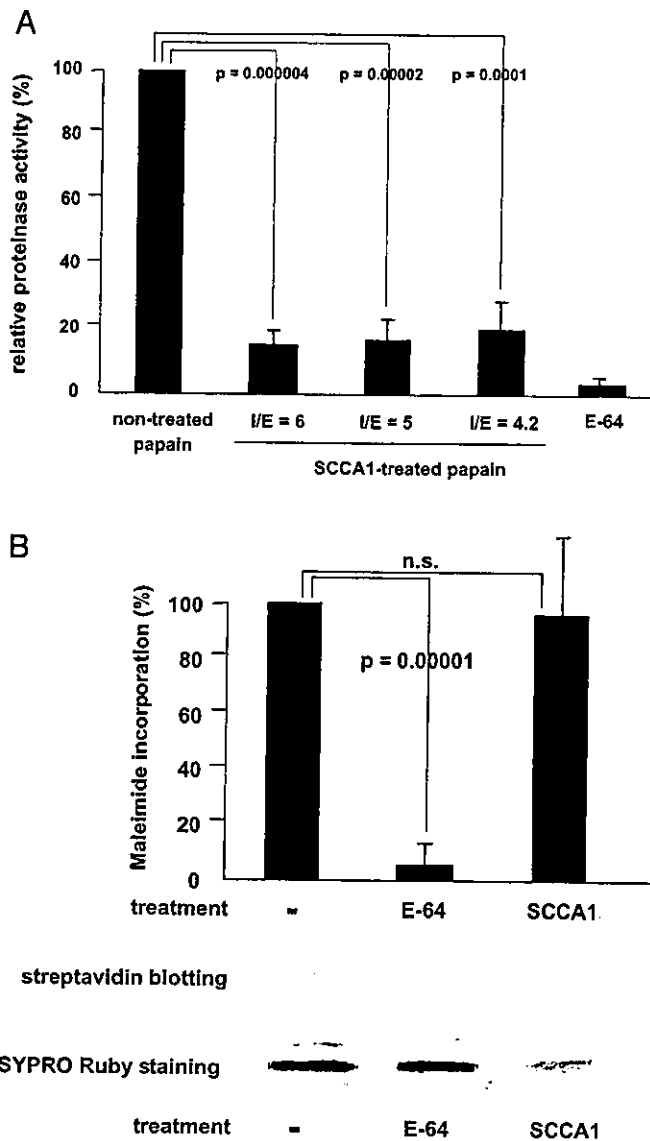 A
relative proteinase activity (%)
100
80
60
40
20
0
p = 0.000004
p = 0.00002
p = 0.0001
non-treated papain
I/E = 6
I/E = 5
I/E = 4.2
E-64
SCCA1-treated papain
B
Maleimide incorporation (%)
100
80
60
40
20
0
n.s.
p = 0.00001
treatment - E-64 SCCA1
streptavidin blotting
SYPRO Ruby staining
treatment - E-64 SCCA1